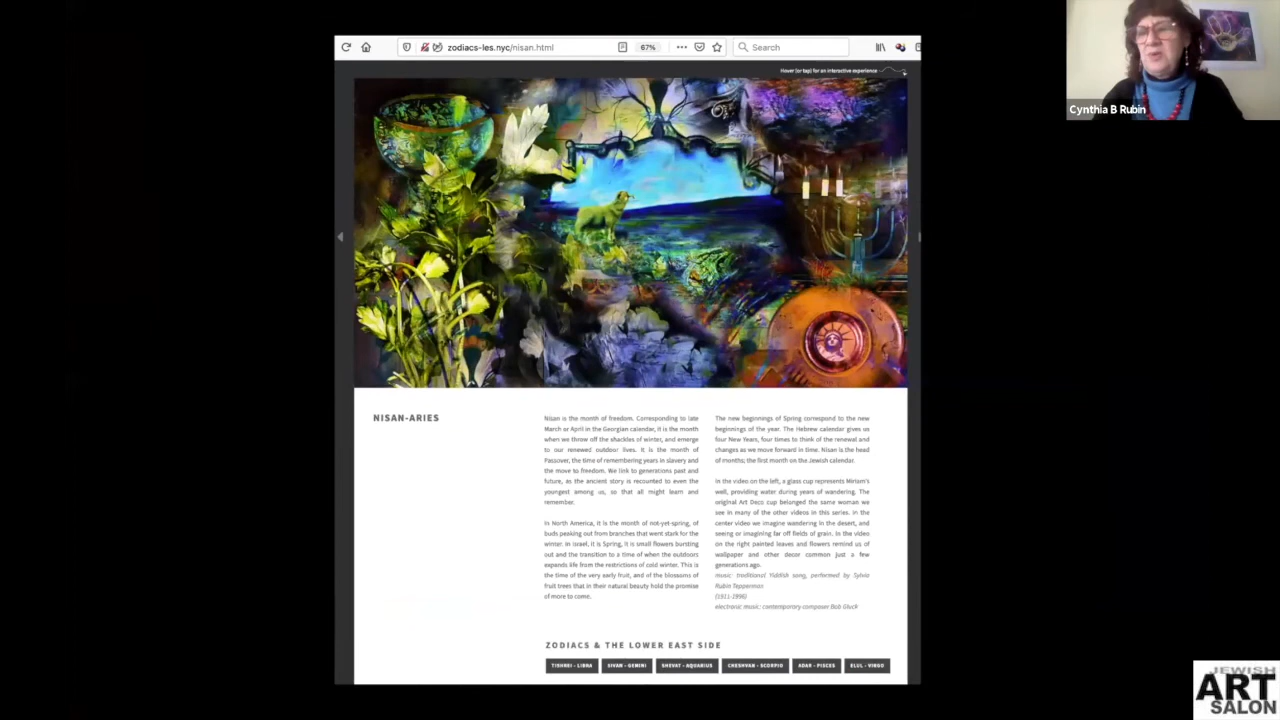 zodiacs-les.nyc/nisan.html
67%
Search
Hover (or tap) for an interactive experience
Cynthia B Rubin
NISAN-ARIES
Nisan is the month of freedom. Corresponding to late
March or April in the Georgian calendar, it is the month
when we throw off the shackles of winter, and emerge
to our renewed outdoor lives. It is the month of
Passover, the time of remembering years in slavery and
the move to freedom. We link to generations past and
future, as the ancient story is recounted to even the
youngest among us, so that all might learn and
remember.
In North America, it is the month of not-yet-spring, of
buds peaking out from branches that went stark for the
winter. In Israel, it is Spring, it is small flowers bursting
out and the transition to a time of when the outdoors
expands life from the restrictions of cold winter. This is
the time of the very early fruit, and of the blossoms of
fruit trees that in their natural beauty hold the promise
of more to come.
The new beginnings of Spring correspond to the new
beginnings of the year. The Hebrew calendar gives us
four New Years, four times to think of the renewal and
changes as we move forward in time. Nisan is the head
of months; the first month on the Jewish calendar.
In the video on the left, a glass cup represents Miriam's
well, providing water during years of wandering. The
original Art Deco cup belonged the same woman we
see in many of the other videos in this series. In the
center video we imagine wandering in the desert, and
seeing or imagining far off fields of grain. In the video
on the right painted leaves and flowers remind us of
wallpaper and other decor common just a few
generations ago.
music: traditional Yiddish song, performed by Sylvia
Rubin Tepperman
(1911-1996)
electronic music: contemporary composer Bob Gluck
ZODIACS & THE LOWER EAST SIDE
TISHREI - LIBRA
SIVAN - GEMINI
SHEVAT - AQUARIUS
CHESHVAN - SCORPIO
ADAR - PISCES
ELUL - VIRGO
JEWISH
ART
SALON